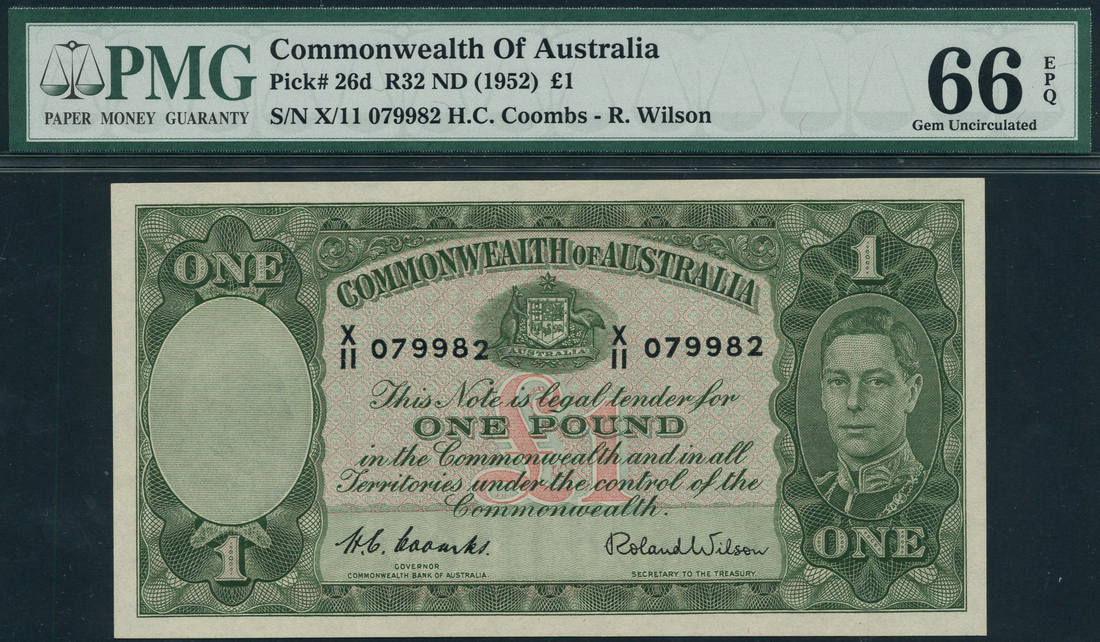 PMG
PAPER MONEY GUARANTY
Commonwealth Of Australia
Pick# 26d R32 ND (1952) £1
S/N X/11 079982 H.C. Coombs - R. Wilson
66 EPQ
Gem Uncirculated
ONE
1
COMMONWEALTH OF AUSTRALIA
AUSTRALIA
X/11 079982 X/11 079982
This Note is legal tender for
ONE POUND
in the Commonwealth and in all
Territories under the control of the
Commonwealth.
£1
H.C. Coombs.
Roland Wilson
GOVERNOR
COMMONWEALTH BANK OF AUSTRALIA.
SECRETARY TO THE TREASURY.
1
ONE